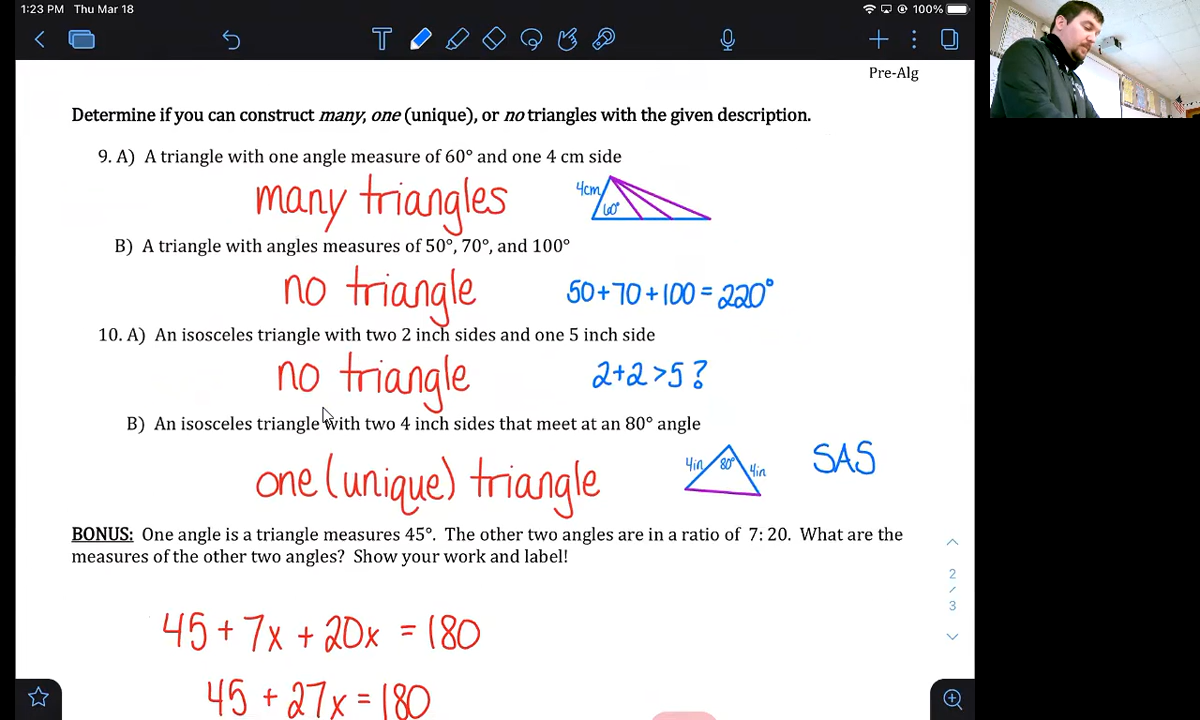 1:23 PM Thu Mar 18
100%
T
Pre-Alg
Determine if you can construct many, one (unique), or no triangles with the given description.
9. A) A triangle with one angle measure of 60° and one 4 cm side
many triangles
4cm
60°
B) A triangle with angles measures of 50°, 70°, and 100°
no triangle
50+70+100=220°
10. A) An isosceles triangle with two 2 inch sides and one 5 inch side
no triangle
2+2>5?
B) An isosceles triangle with two 4 inch sides that meet at an 80° angle
one (unique) triangle
4in 80° 4in
SAS
BONUS: One angle is a triangle measures 45°. The other two angles are in a ratio of 7: 20. What are the
measures of the other two angles? Show your work and label!
2
/
3
45 + 7x + 20x = 180
45 + 27x = 180